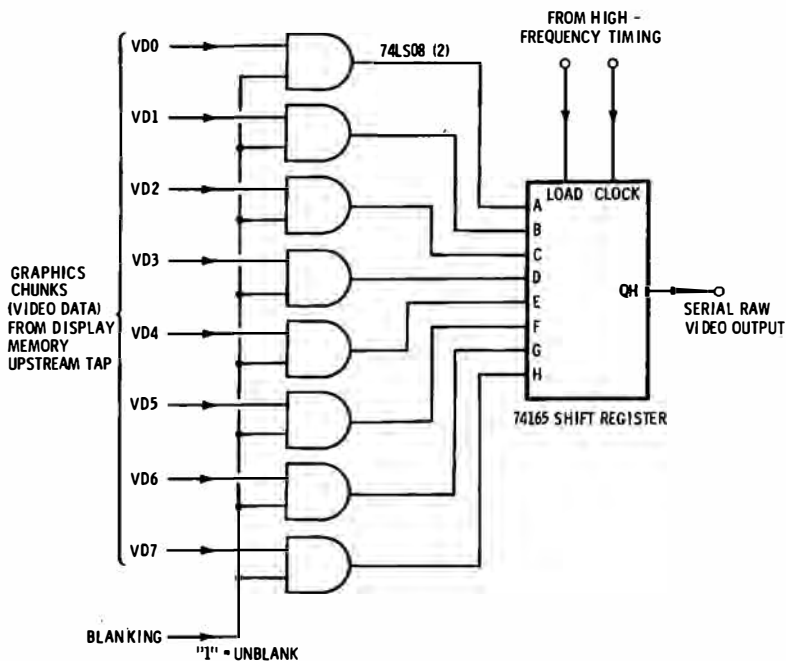 FROM HIGH -
FREQUENCY TIMING
VD0
74LS08 (2)
VD1
VD2
VD3
VD4
VD5
VD6
VD7
GRAPHICS
CHUNKS
(VIDEO DATA)
FROM DISPLAY
MEMORY
UPSTREAM TAP
LOAD CLOCK
A
B
C
D
E
F
G
H
QH
SERIAL RAW
VIDEO OUTPUT
74165 SHIFT REGISTER
BLANKING
"1" = UNBLANK